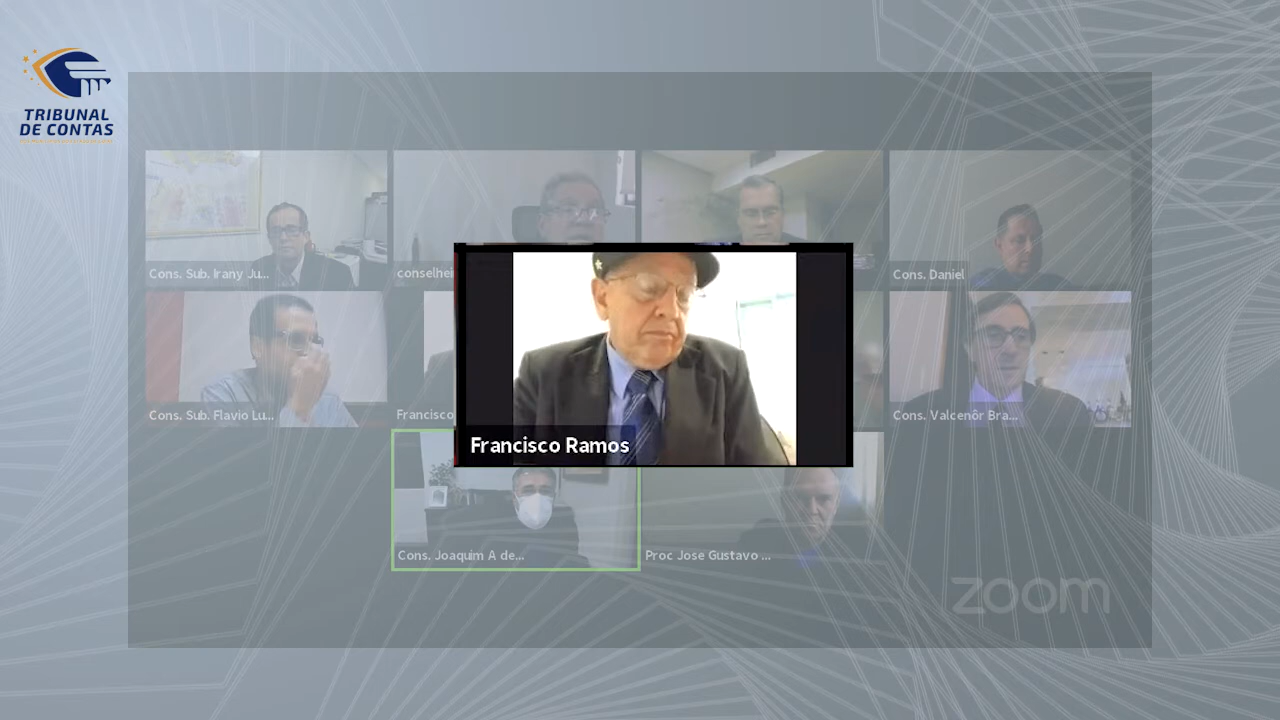 TRIBUNAL
DE CONTAS
Cons. Sub. Irany Ju...
conselhei
Cons. Daniel
Cons. Sub. Flavio Lu...
Francisco
Cons. Valcenôr Bra...
Francisco Ramos
Cons. Joaquim A de...
Proc Jose Gustavo ...
zoom